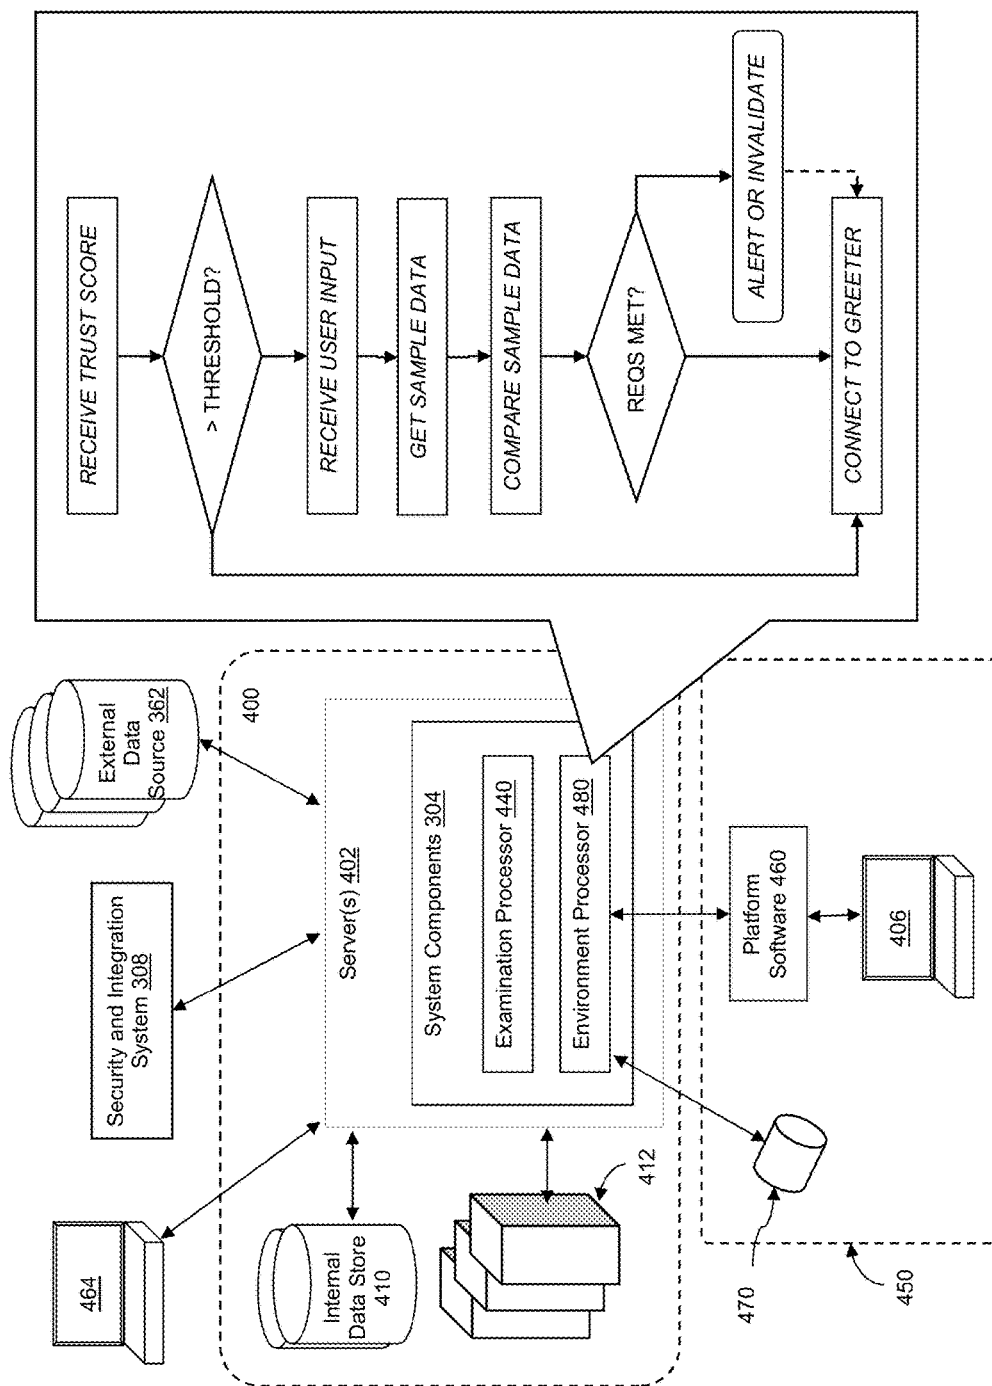 464
Security and Integration
System 308
External
Data
Source 362
400
Internal
Data Store
410
412
Server(s) 402
System Components 304
Examination Processor 440
Environment Processor 480
470
450
Platform
Software 460
406
RECEIVE TRUST SCORE
> THRESHOLD?
RECEIVE USER INPUT
GET SAMPLE DATA
COMPARE SAMPLE DATA
REQS MET?
ALERT OR INVALIDATE
CONNECT TO GREETER